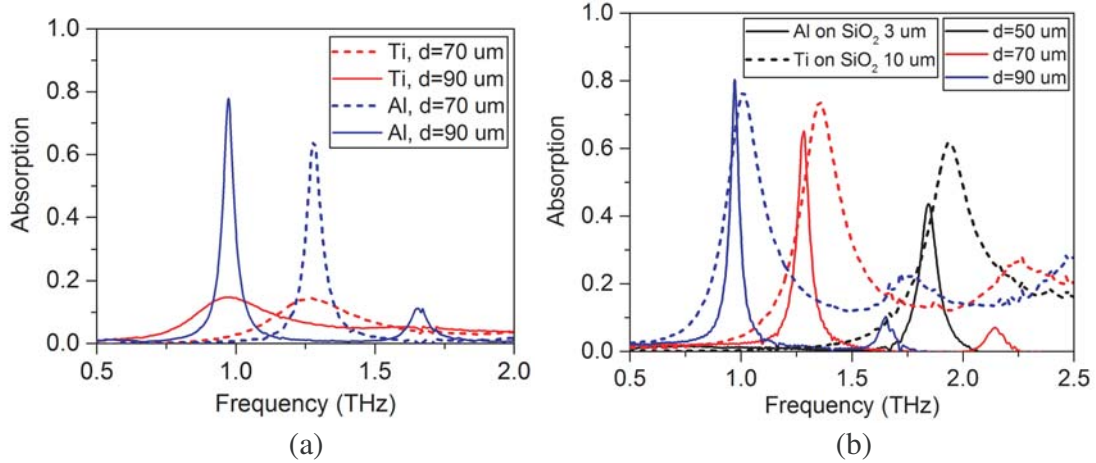 1.0
0.8
0.6
0.4
0.2
0.0
Absorption
0.5
1.0
1.5
2.0
Frequency (THz)
Ti, d=70 um
Ti, d=90 um
Al, d=70 um
Al, d=90 um
(a)
1.0
0.8
0.6
0.4
0.2
0.0
Absorption
0.5
1.0
1.5
2.0
2.5
Frequency (THz)
Al on SiO₂ 3 um
Ti on SiO₂ 10 um
d=50 um
d=70 um
d=90 um
(b)